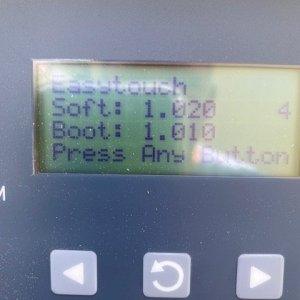 Easytouch
Soft: 1.020 4
Boot: 1.010
Press Any Button
M